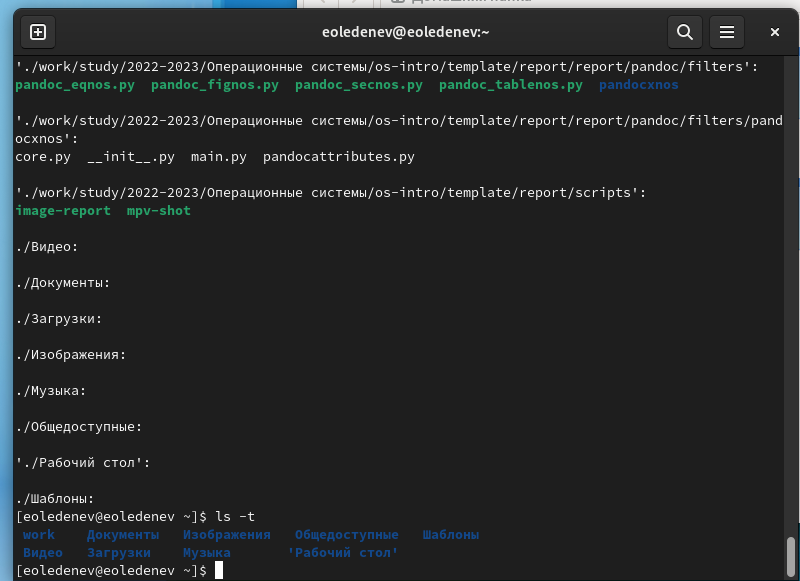 Домашняя папка
eoledenev@eoledenev:~
'./work/study/2022-2023/Операционные системы/os-intro/template/report/report/pandoc/filters':
pandoc_eqnos.py  pandoc_fignos.py  pandoc_secnos.py  pandoc_tablenos.py  pandocxnos
'./work/study/2022-2023/Операционные системы/os-intro/template/report/report/pandoc/filters/pand
ocxnos':
core.py  __init__.py  main.py  pandocattributes.py
'./work/study/2022-2023/Операционные системы/os-intro/template/report/scripts':
image-report  mpv-shot
./Видео:
./Документы:
./Загрузки:
./Изображения:
./Музыка:
./Общедоступные:
'./Рабочий стол':
./Шаблоны:
[eoledenev@eoledenev ~]$ ls -t
work    Документы   Изображения   Общедоступные   Шаблоны
Видео   Загрузки    Музыка       'Рабочий стол'
[eoledenev@eoledenev ~]$